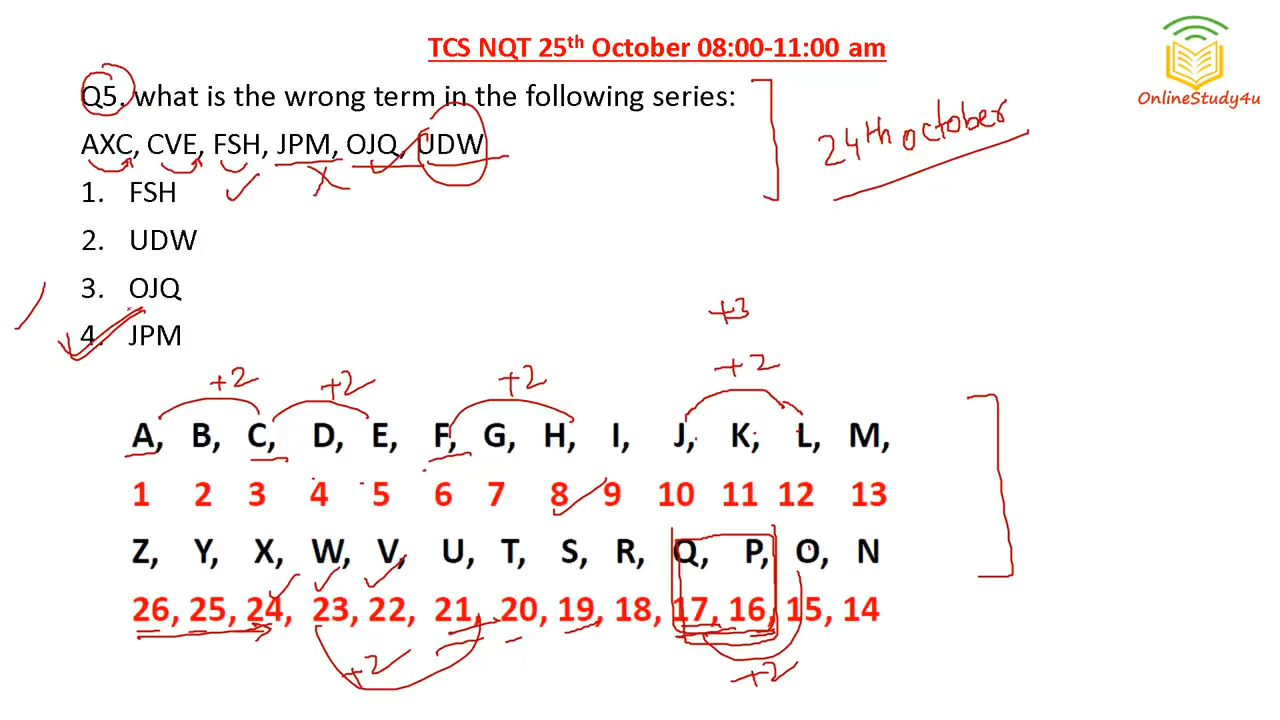 TCS NQT 25th October 08:00-11:00 am
OnlineStudy4u
Q5. what is the wrong term in the following series:
AXC, CVE, FSH, JPM, OJQ, UDW
24th october
1. FSH
2. UDW
3. OJQ
4. JPM
+3
+2 +2 +2 +2
A, B, C, D, E, F, G, H, I, J, K, L, M,
1 2 3 4 5 6 7 8 9 10 11 12 13
Z, Y, X, W, V, U, T, S, R, Q, P, O, N
26, 25, 24, 23, 22, 21, 20, 19, 18, 17, 16, 15, 14
+2 +2